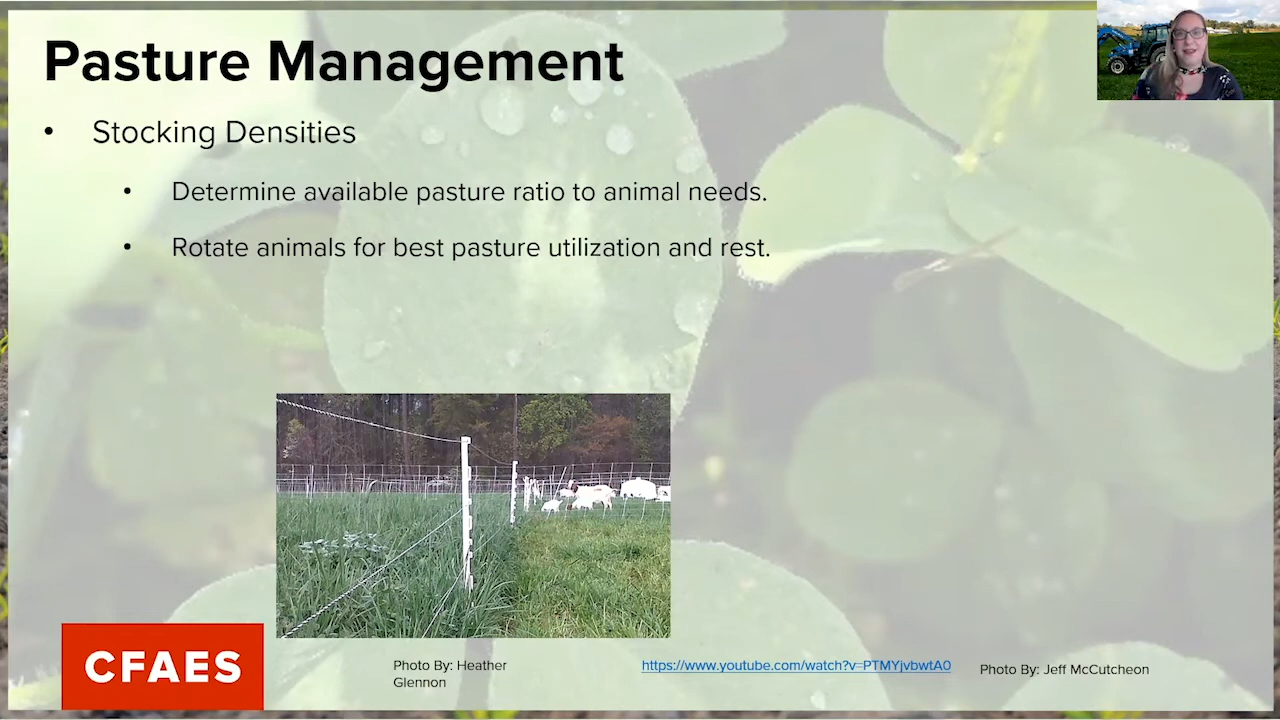 Pasture Management
• Stocking Densities
• Determine available pasture ratio to animal needs.
• Rotate animals for best pasture utilization and rest.
CFAES
Photo By: Heather
Glennon
https://www.youtube.com/watch?v=PTMYjvbwtA0
Photo By: Jeff McCutcheon